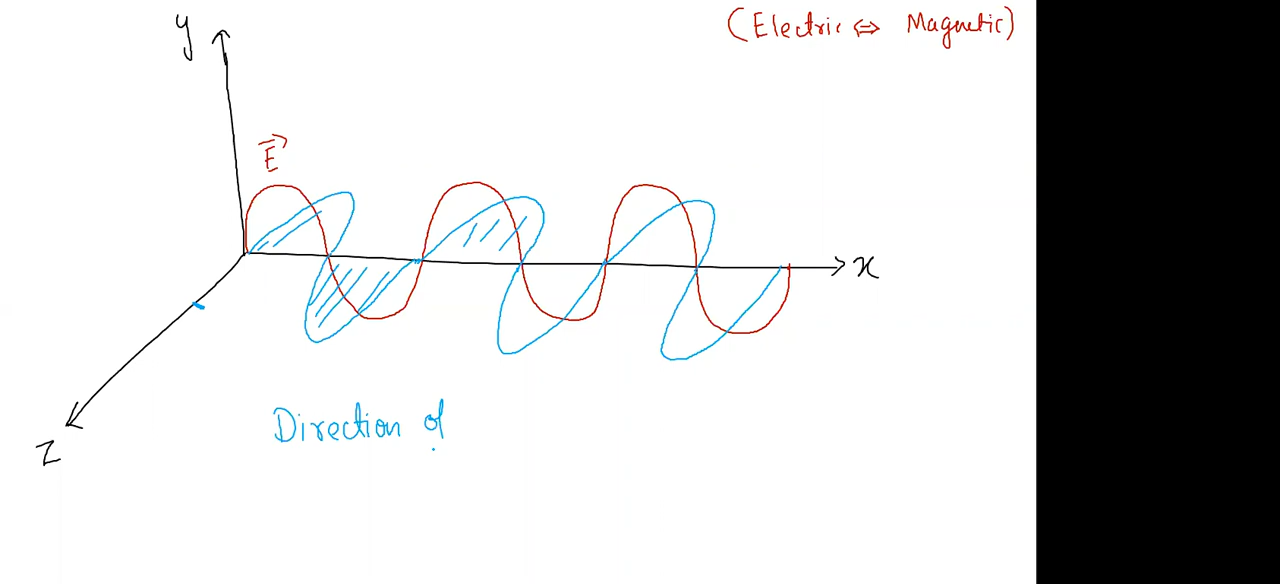 (Electric ⇔ Magnetic)
y
E⃗
x
Direction of
z